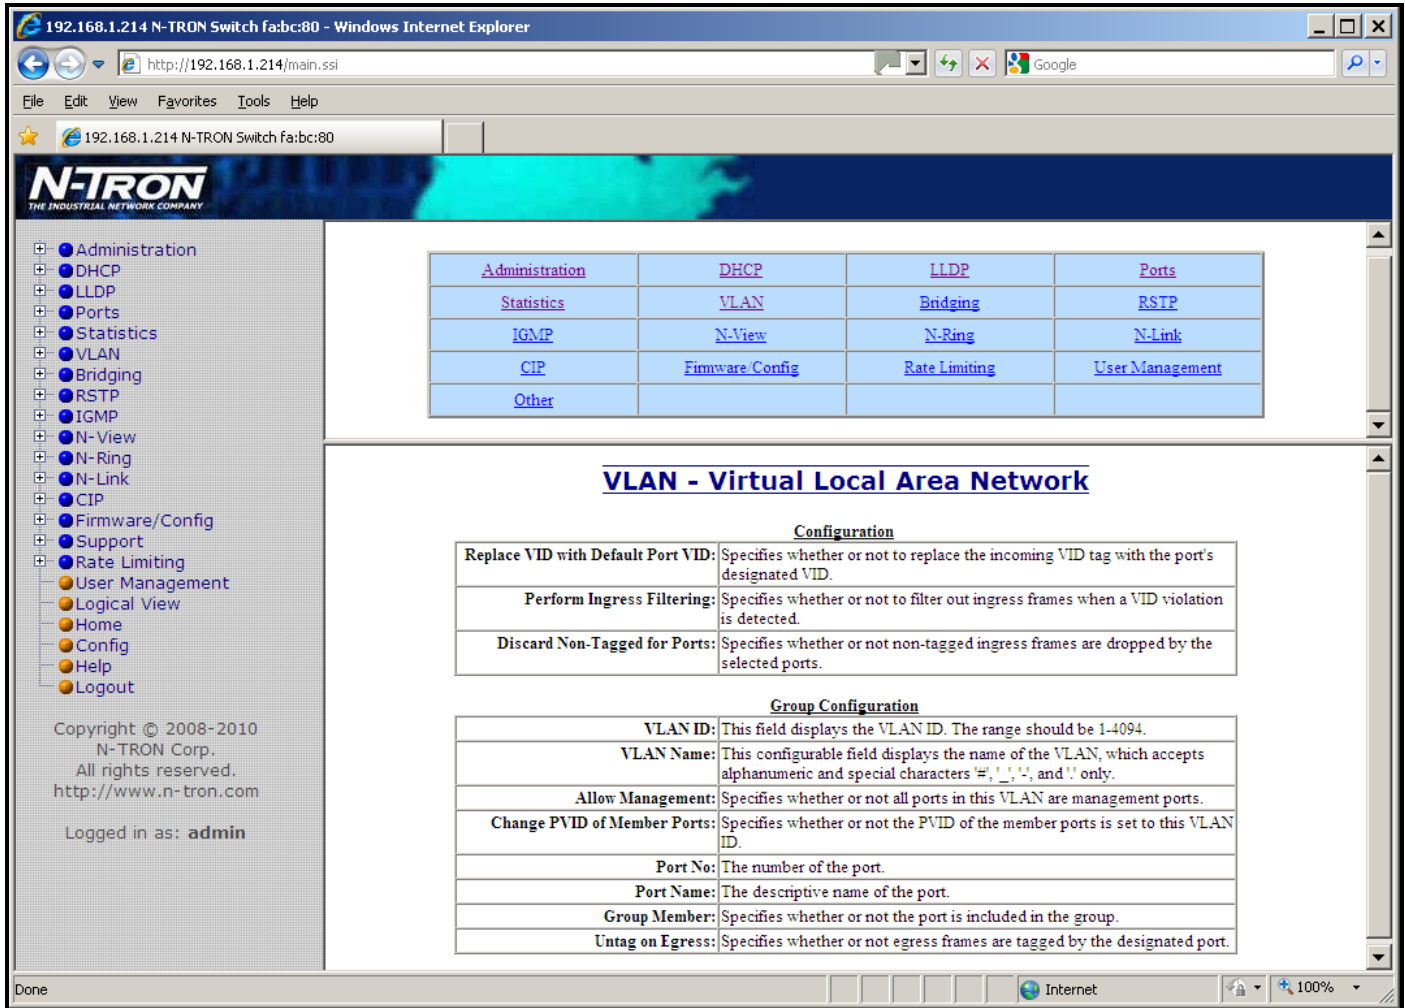 192.168.1.214 N-TRON Switch fa:bc:80 - Windows Internet Explorer
http://192.168.1.214/main.ssi
Google
File Edit View Favorites Tools Help
192.168.1.214 N-TRON Switch fa:bc:80
N-TRON
THE INDUSTRIAL NETWORK COMPANY
Administration
DHCP
LLDP
Ports
Statistics
VLAN
Bridging
RSTP
IGMP
N-View
N-Ring
N-Link
CIP
Firmware/Config
Support
Rate Limiting
User Management
Logical View
Home
Config
Help
Logout
Copyright © 2008-2010
N-TRON Corp.
All rights reserved.
http://www.n-tron.com
Logged in as: admin
Administration DHCP LLDP Ports
Statistics VLAN Bridging RSTP
IGMP N-View N-Ring N-Link
CIP Firmware/Config Rate Limiting User Management
Other
VLAN - Virtual Local Area Network
Configuration
Replace VID with Default Port VID: Specifies whether or not to replace the incoming VID tag with the port's
designated VID.
Perform Ingress Filtering: Specifies whether or not to filter out ingress frames when a VID violation
is detected.
Discard Non-Tagged for Ports: Specifies whether or not non-tagged ingress frames are dropped by the
selected ports.
Group Configuration
VLAN ID: This field displays the VLAN ID. The range should be 1-4094.
VLAN Name: This configurable field displays the name of the VLAN, which accepts
alphanumeric and special characters '#', '_', '-', and '.' only.
Allow Management: Specifies whether or not all ports in this VLAN are management ports.
Change PVID of Member Ports: Specifies whether or not the PVID of the member ports is set to this VLAN
ID.
Port No: The number of the port.
Port Name: The descriptive name of the port.
Group Member: Specifies whether or not the port is included in the group.
Untag on Egress: Specifies whether or not egress frames are tagged by the designated port.
Done Internet 100%